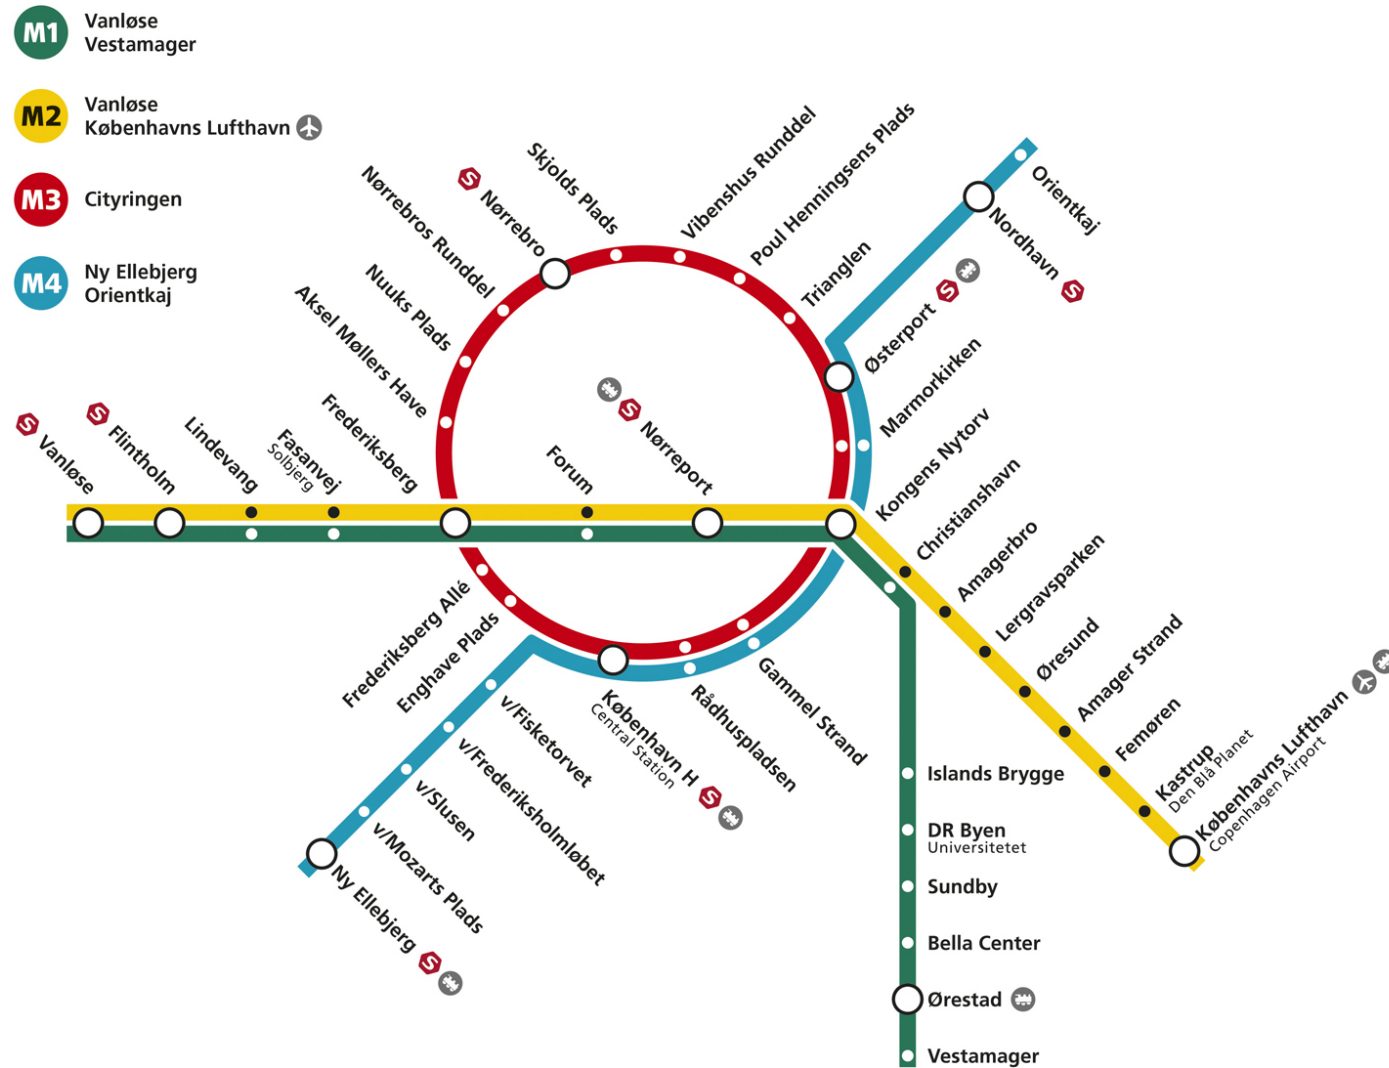 M1
Vanløse
Vestamager
M2
Vanløse
Københavns Lufthavn
M3
Cityringen
M4
Ny Ellebjerg
Orientkaj
S
Vanløse
S
Flintholm
Lindevang
Fasanvej
Solbjerg
Frederiksberg
Aksel Møllers Have
Nuuks Plads
Nørrebros Runddel
S
Nørrebro
Skjolds Plads
Vibenshus Runddel
Poul Henningsens Plads
Trianglen
Østerport
S
Nordhavn
S
Orientkaj
Marmorkirken
Kongens Nytorv
Forum
S
Nørreport
Christianshavn
Amagerbro
Lergravsparken
Øresund
Amager Strand
Femøren
Kastrup
Den Blå Planet
Københavns Lufthavn
Copenhagen Airport
Frederiksberg Allé
Enghave Plads
København H
Central Station
S
Rådhuspladsen
Gammel Strand
v/Fisketorvet
v/Frederiksholmløbet
v/Slusen
v/Mozarts Plads
Ny Ellebjerg
S
Islands Brygge
DR Byen
Universitetet
Sundby
Bella Center
Ørestad
Vestamager